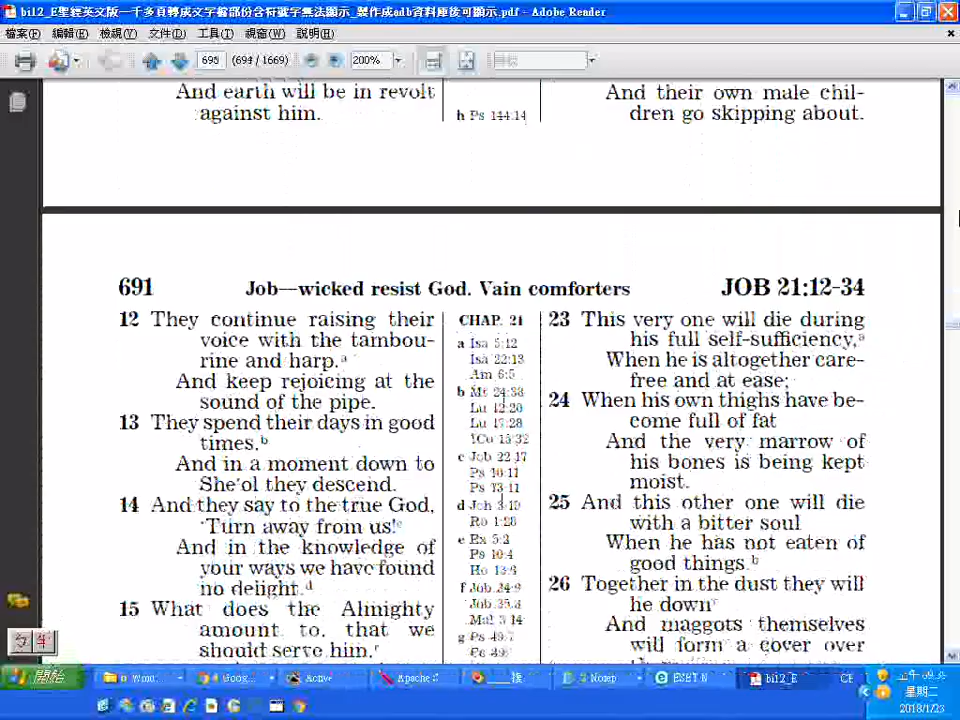 bi12_E聖經英文版一千多頁轉成文字檔部份含符號字無法顯示_製作成adb資料庫後可顯示.pdf - Adobe Reader
檔案(F) 編輯(E) 檢視(V) 文件(D) 工具(T) 視窗(W) 說明(H)
695 (694 / 1669) 200%
And earth will be in revolt
against him.
h Ps 144:14
And their own male chil-
dren go skipping about.
691 Job—wicked resist God. Vain comforters JOB 21:12-34
12 They continue raising their
voice with the tambou-
rine and harp.a
And keep rejoicing at the
sound of the pipe.
13 They spend their days in good
times,b
And in a moment down to
She'ol they descend.
14 And they say to the true God,
'Turn away from us!c
And in the knowledge of
your ways we have found
no delight.d
15 What does the Almighty
amount to, that we
should serve him,e
CHAP. 21
a Isa 5:12
Isa 22:13
Am 6:5
b Mt 24:38
Lu 12:20
Lu 17:28
1Co 15:32
c Job 22:17
Ps 10:11
Ps 73:11
d Joh 3:19
Ro 1:28
e Ex 5:2
Ps 10:4
Ho 13:6
f Job 34:9
Job 35:3
Mal 3:14
g Ps 49:7
23 This very one will die during
his full self-sufficiency,a
When he is altogether care-
free and at ease;
24 When his own thighs have be-
come full of fat
And the very marrow of
his bones is being kept
moist.
25 And this other one will die
with a bitter soul
When he has not eaten of
good things.b
26 Together in the dust they will
lie down
And maggots themselves
will form a cover over
開始 Goog... Active Apache 2 Notep bi12_E
星期二
2018/1/23